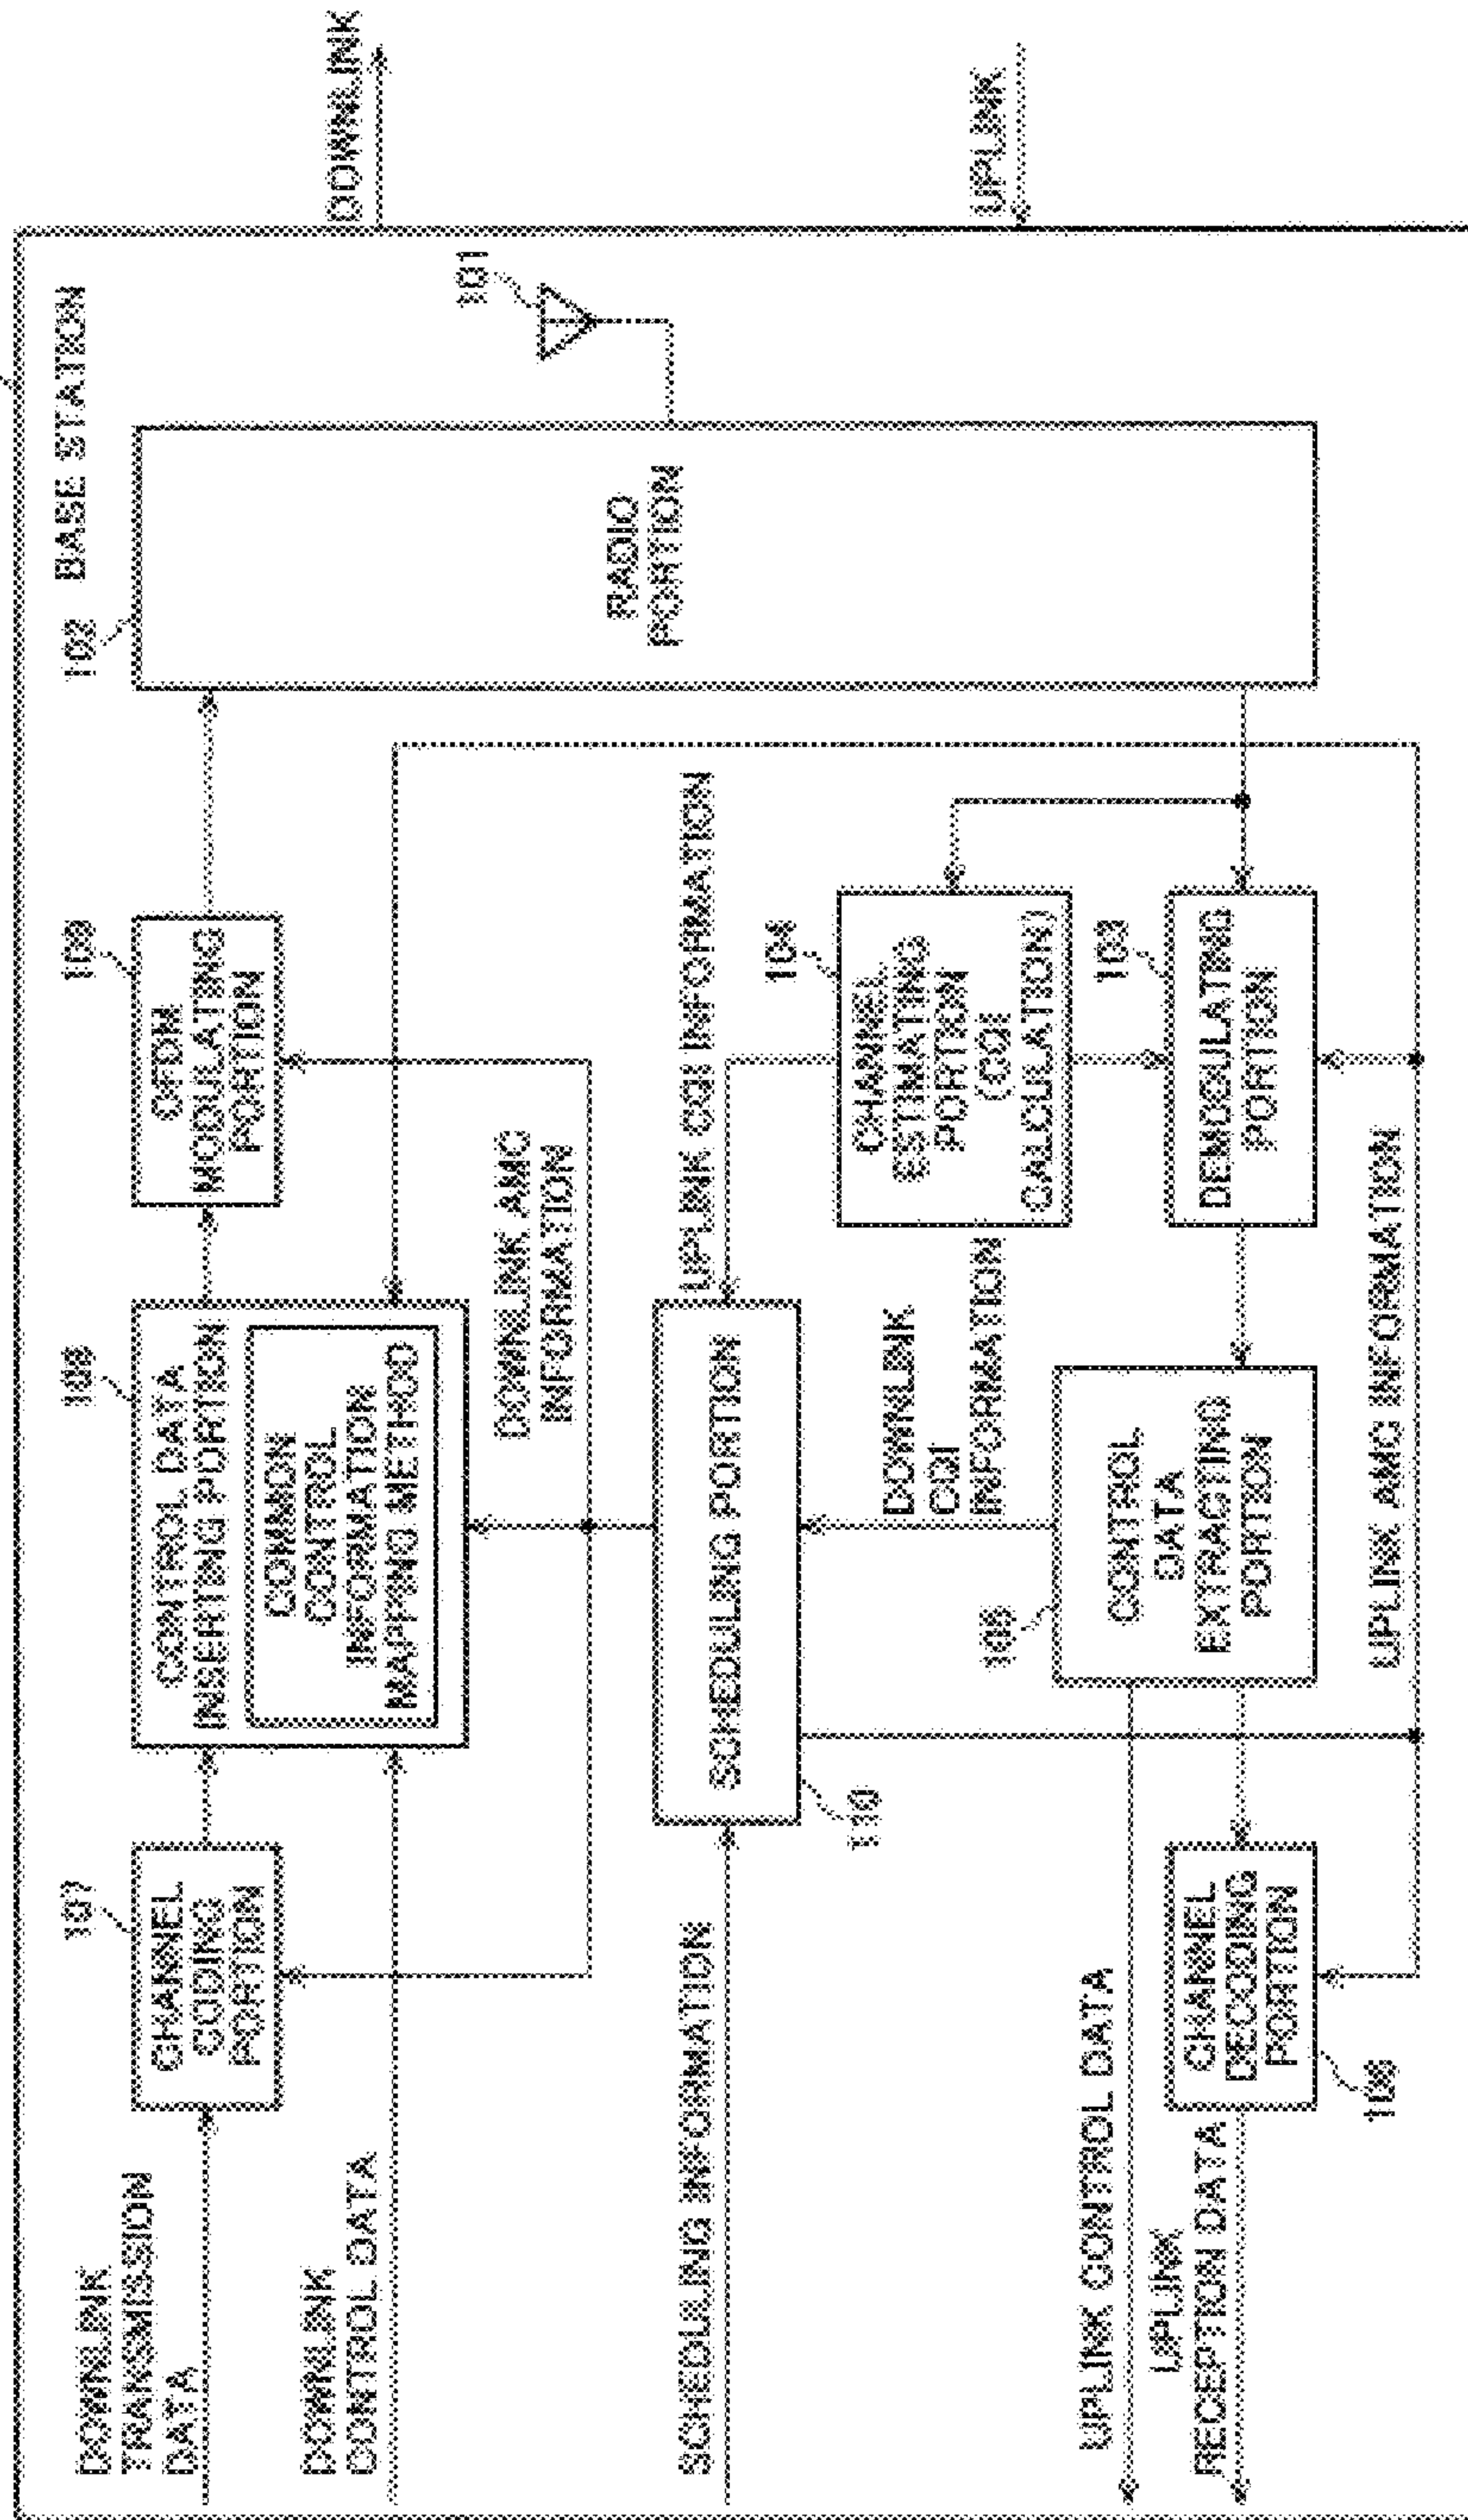 DOWNLINK
UPLINK
BASE STATION
101
102
RADIO
PORTION
DOWNLINK
TRANSMISSION
DATA
107
CHANNEL
CODING
PORTION
108
CONTROL DATA
INSERTING PORTION
COMMON
CONTROL
INFORMATION
MAPPING METHOD
109
OFDM
MODULATING
PORTION
DOWNLINK
CONTROL DATA
DOWNLINK AMC
INFORMATION
SCHEDULING INFORMATION
SCHEDULING PORTION
110
UPLINK CQI INFORMATION
DOWNLINK
CQI
INFORMATION
104
CHANNEL
ESTIMATING
PORTION
(CQI
CALCULATION)
103
DEMODULATING
PORTION
105
CONTROL
DATA
EXTRACTING
PORTION
UPLINK CONTROL DATA
UPLINK
RECEPTION DATA
CHANNEL
DECODING
PORTION
106
UPLINK AMC INFORMATION